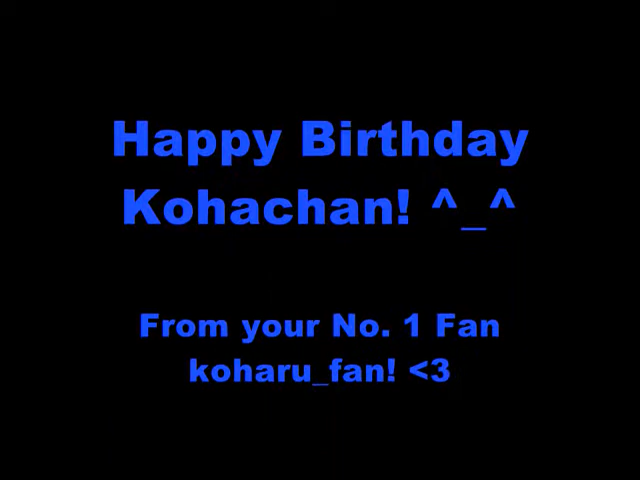 Happy Birthday
Kohachan! ^_^
From your No. 1 Fan
koharu_fan! <3